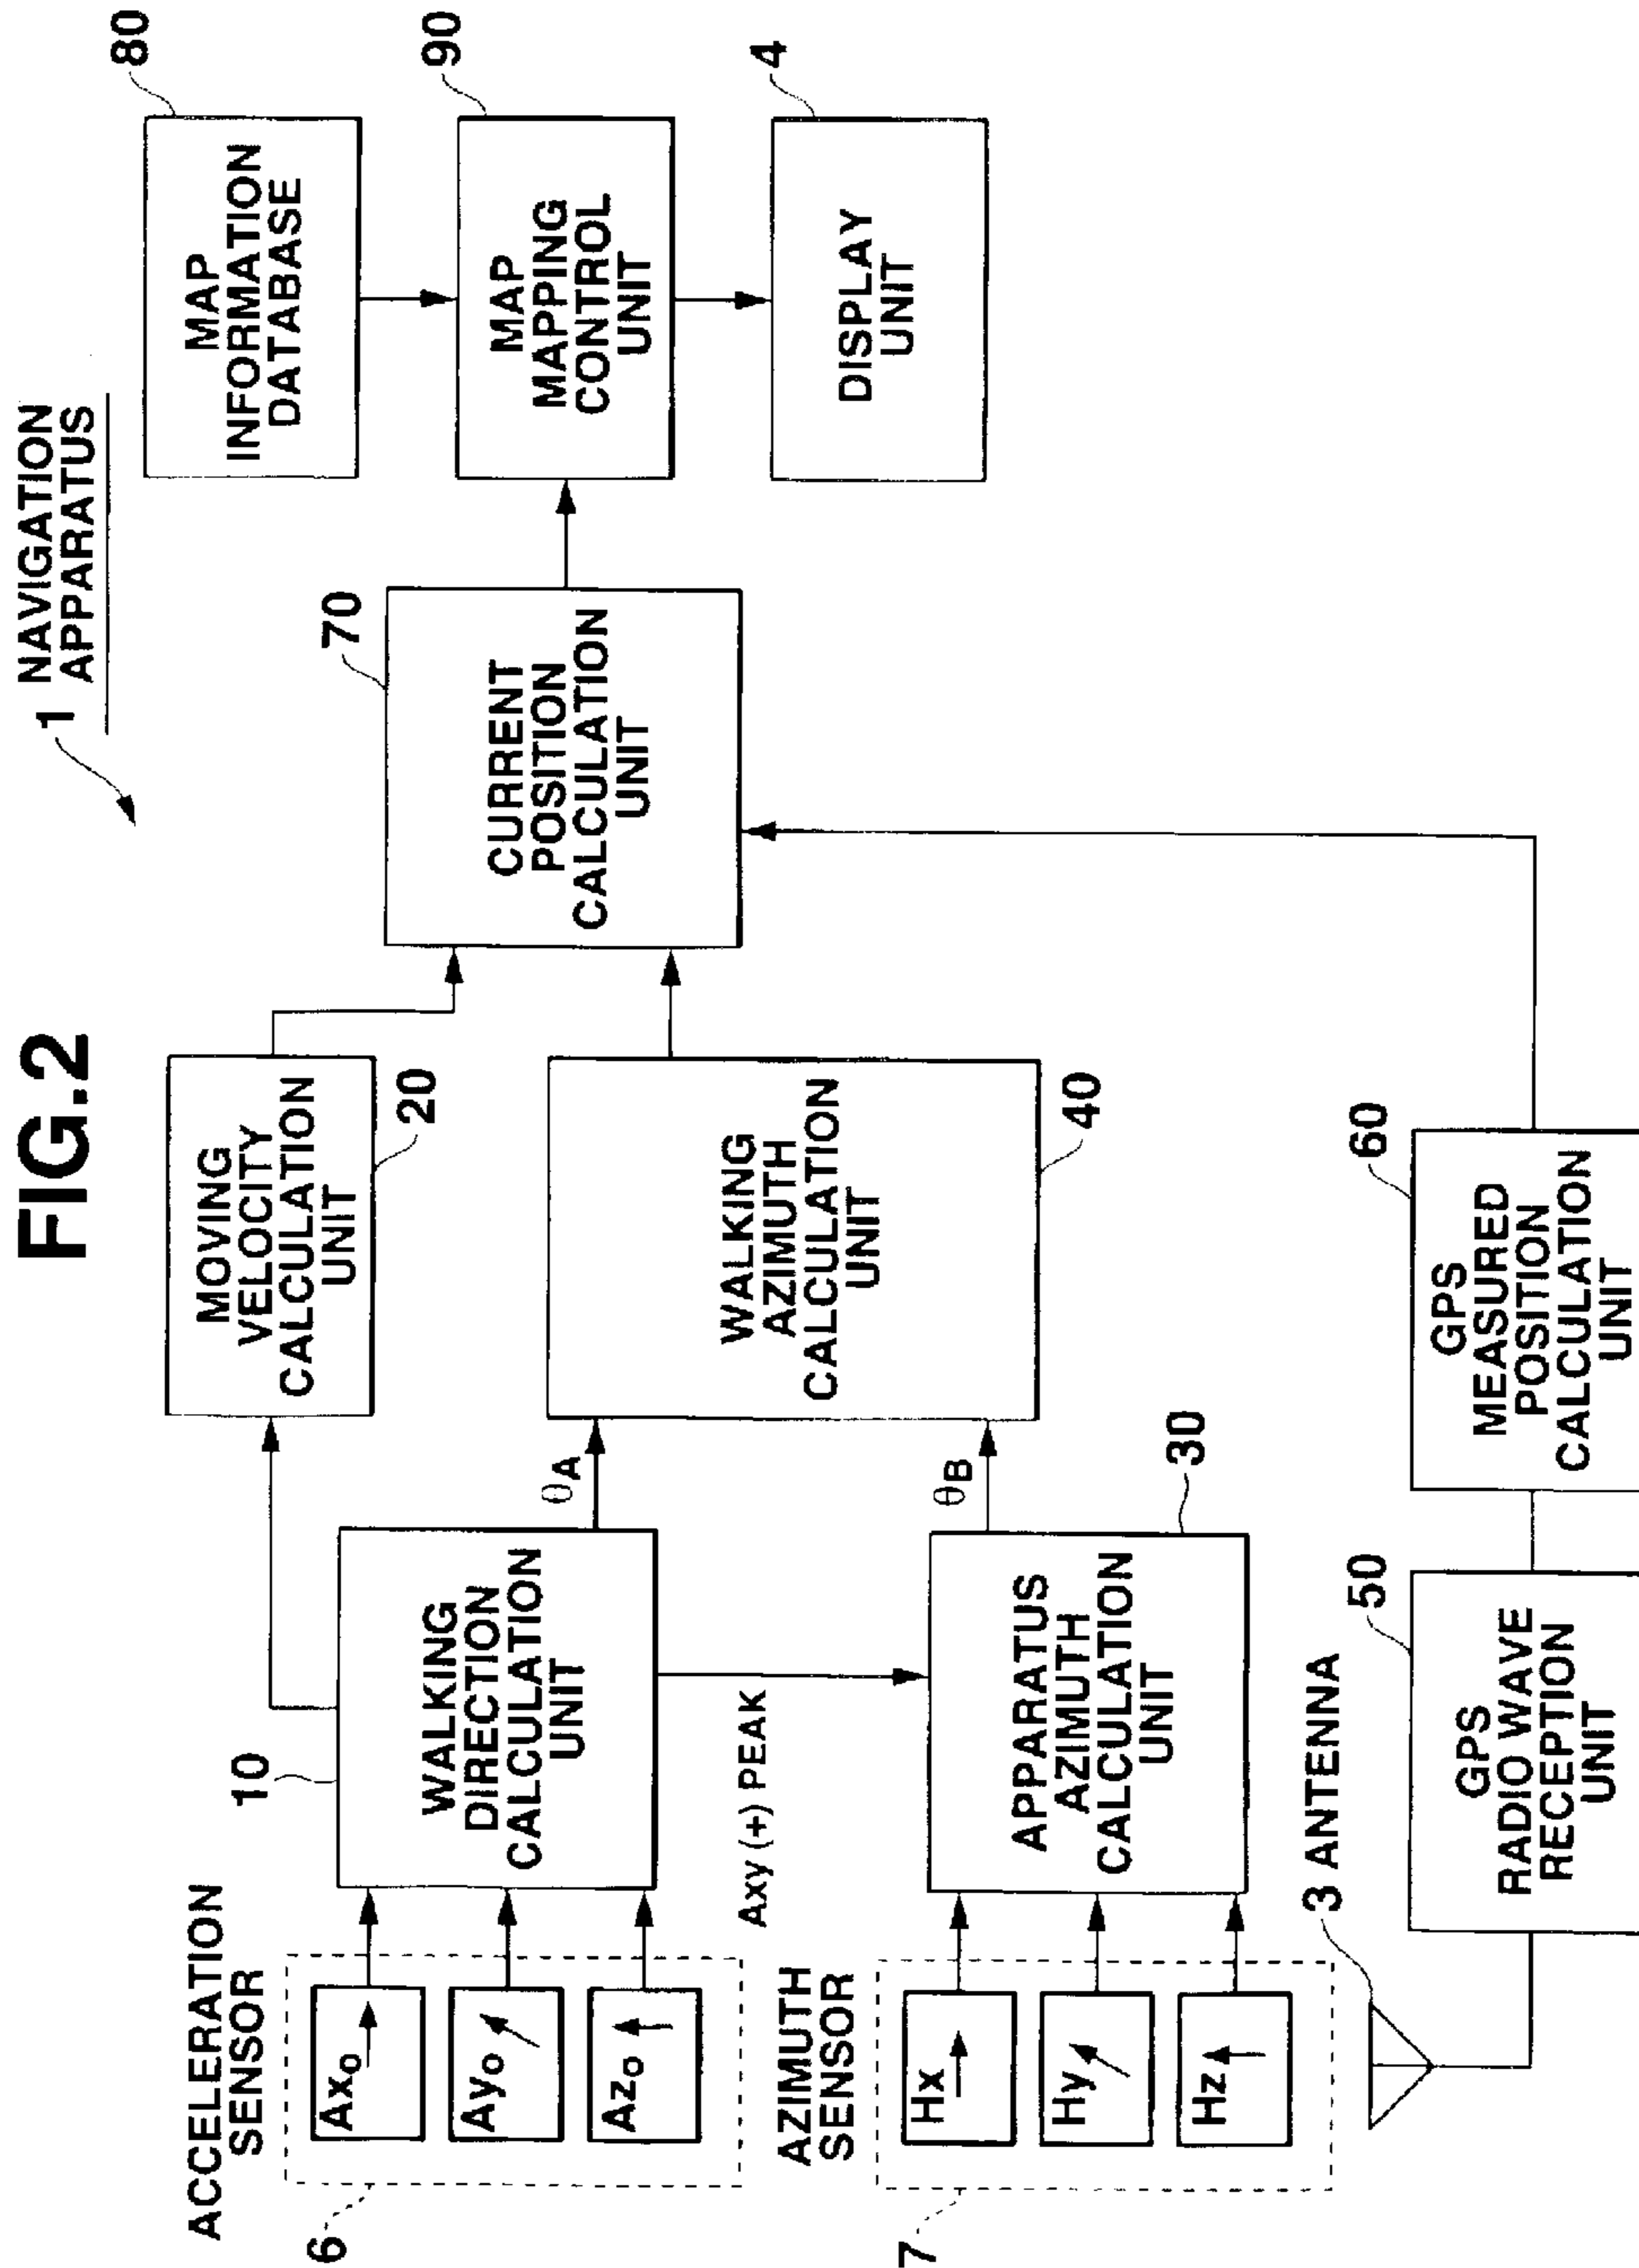 FIG.2
1 NAVIGATION
APPARATUS
ACCELERATION
SENSOR
6
Axo
Ayo
Azo
10
WALKING
DIRECTION
CALCULATION
UNIT
MOVING
VELOCITY
CALCULATION
UNIT
20
θA
Axy (+) PEAK
AZIMUTH
SENSOR
7
Hx
Hy
Hz
APPARATUS
AZIMUTH
CALCULATION
UNIT
30
θB
WALKING
AZIMUTH
CALCULATION
UNIT
40
3 ANTENNA
50
GPS
RADIO WAVE
RECEPTION
UNIT
60
GPS
MEASURED
POSITION
CALCULATION
UNIT
70
CURRENT
POSITION
CALCULATION
UNIT
80
MAP
INFORMATION
DATABASE
90
MAP
MAPPING
CONTROL
UNIT
4
DISPLAY
UNIT